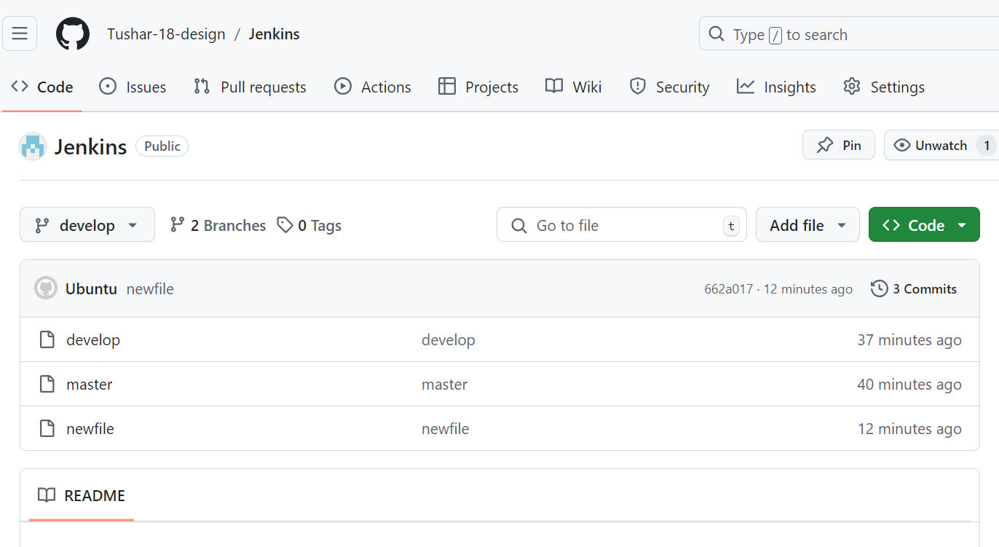 Tushar-18-design / Jenkins
Type / to search
Code Issues Pull requests Actions Projects Wiki Security Insights Settings
Jenkins Public
Pin Unwatch 1
develop 2 Branches 0 Tags
Go to file t Add file Code
Ubuntu newfile 662a017 · 12 minutes ago 3 Commits
develop develop 37 minutes ago
master master 40 minutes ago
newfile newfile 12 minutes ago
README